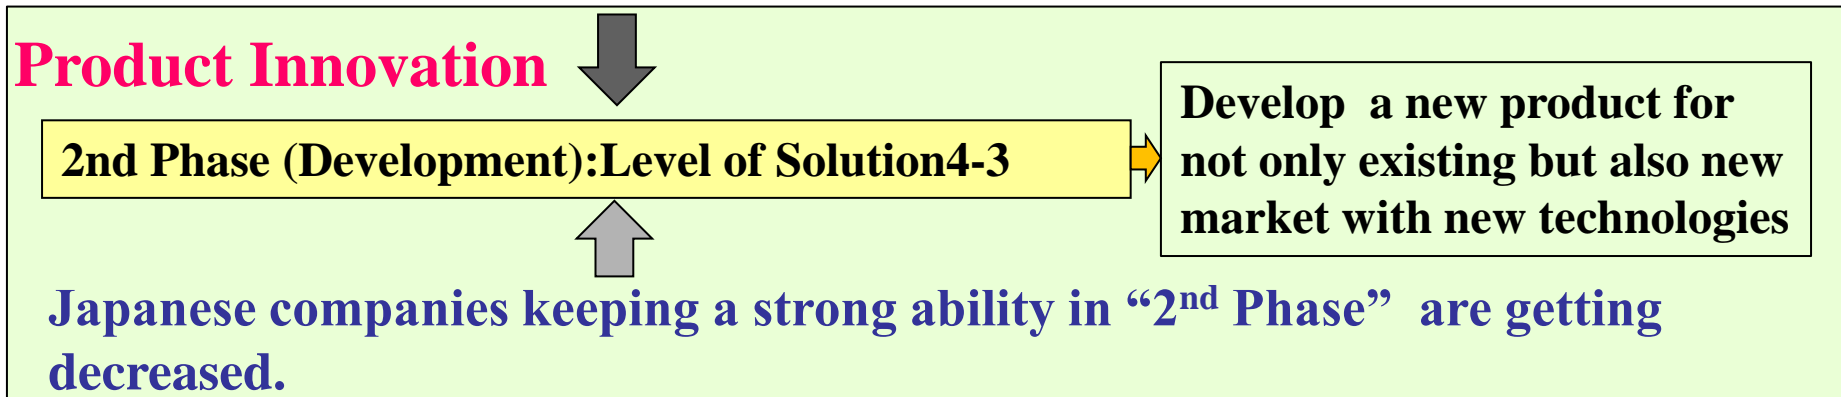 Product Innovation
2nd Phase (Development):Level of Solution4-3
Develop a new product for
not only existing but also new
market with new technologies
Japanese companies keeping a strong ability in “2nd Phase” are getting
decreased.